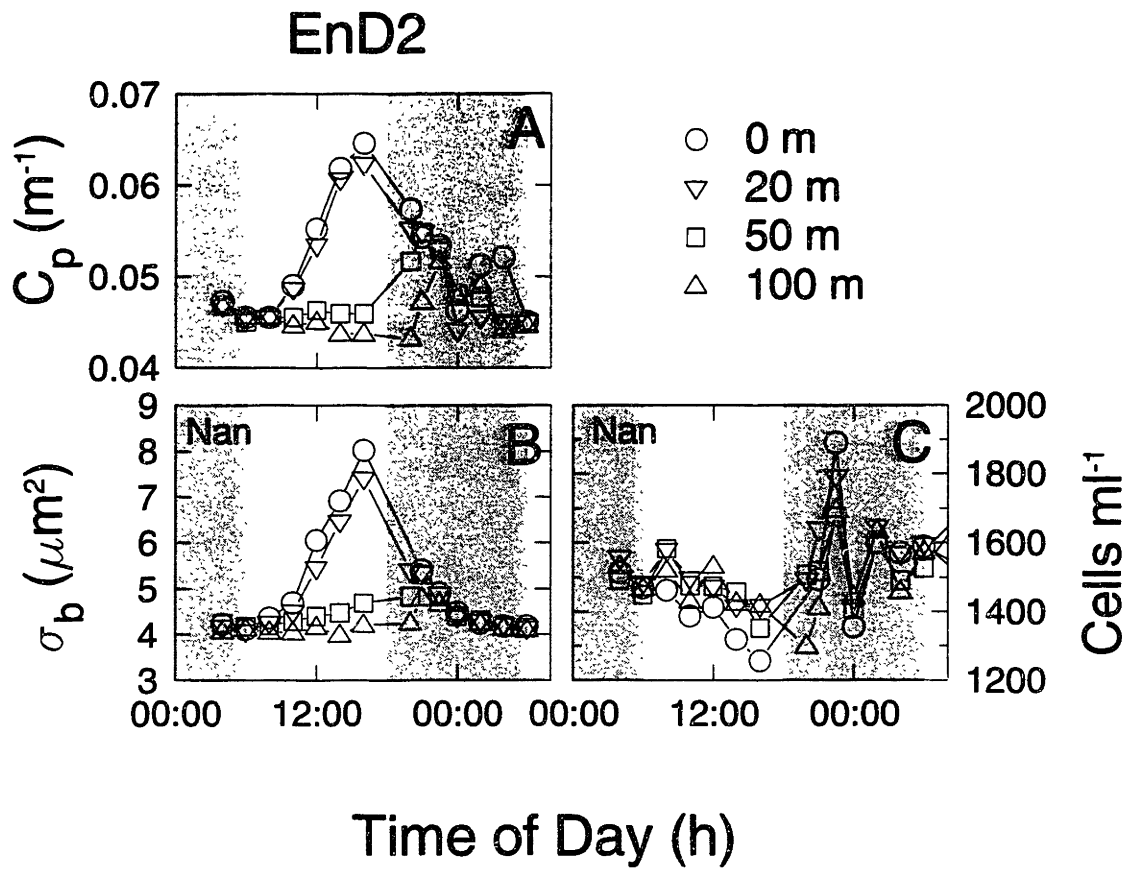 EnD2
A
Cp (m-1)
0.07
0.06
0.05
0.04
0 m
20 m
50 m
100 m
Nan B
σb (μm2)
9
8
7
6
5
4
3
00:00 12:00 00:00
Nan C
Cells ml-1
2000
1800
1600
1400
1200
00:00 12:00 00:00
Time of Day (h)